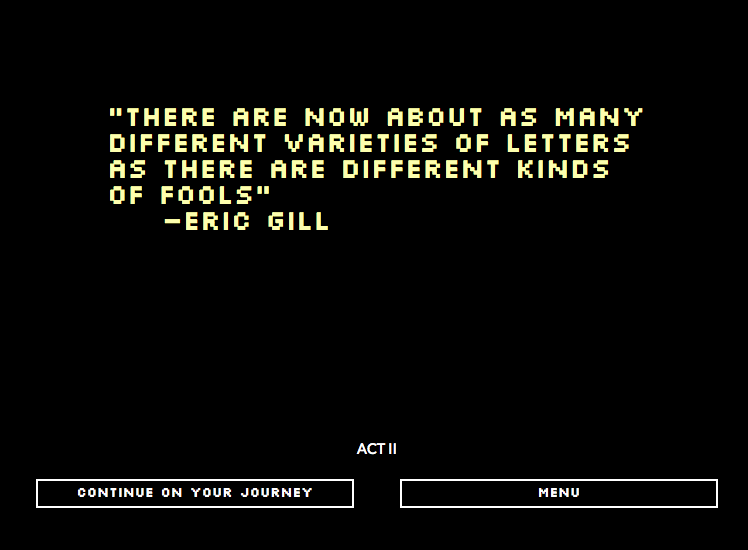 "THERE ARE NOW ABOUT AS MANY
DIFFERENT VARIETIES OF LETTERS
AS THERE ARE DIFFERENT KINDS
OF FOOLS"
-ERIC GILL
ACT II
CONTINUE ON YOUR JOURNEY
MENU